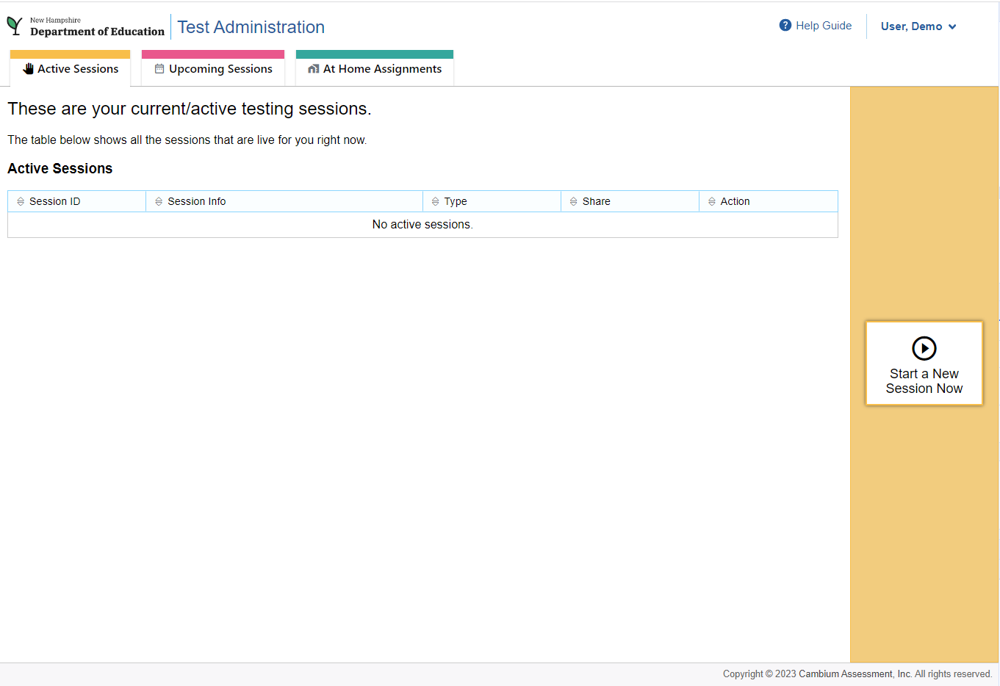 New Hampshire
Department of Education
Test Administration
Help Guide
User, Demo
Active Sessions
Upcoming Sessions
At Home Assignments
These are your current/active testing sessions.
The table below shows all the sessions that are live for you right now.
Active Sessions
Session ID
Session Info
Type
Share
Action
No active sessions.
Start a New
Session Now
Copyright © 2023 Cambium Assessment, Inc. All rights reserved.